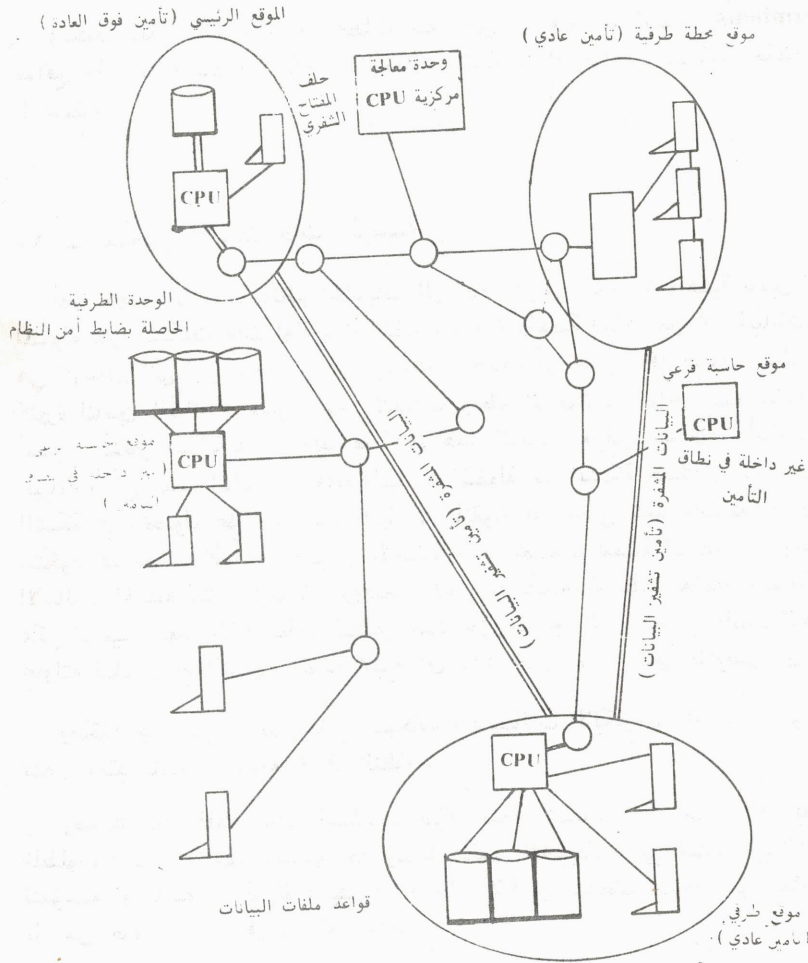 الموقع الرئيسي (تأمين فوق العادة)
موقع محطة طرفية (تأمين عادي)
وحدة معالجة
مركزية CPU
حلف
المفتاح
الشفري
CPU
الوحدة الطرفية
الحاصلة بضابط أمن النظام
CPU
موقع حاسبة فرعي
CPU
غير داخلة في نطاق
التأمين
البيانات المشفرة (تأمين تشفير البيانات)
البيانات المشفرة (تأمين تشفير البيانات)
CPU
قواعد ملفات البيانات
موقع طرفي
(تأمين عادي)